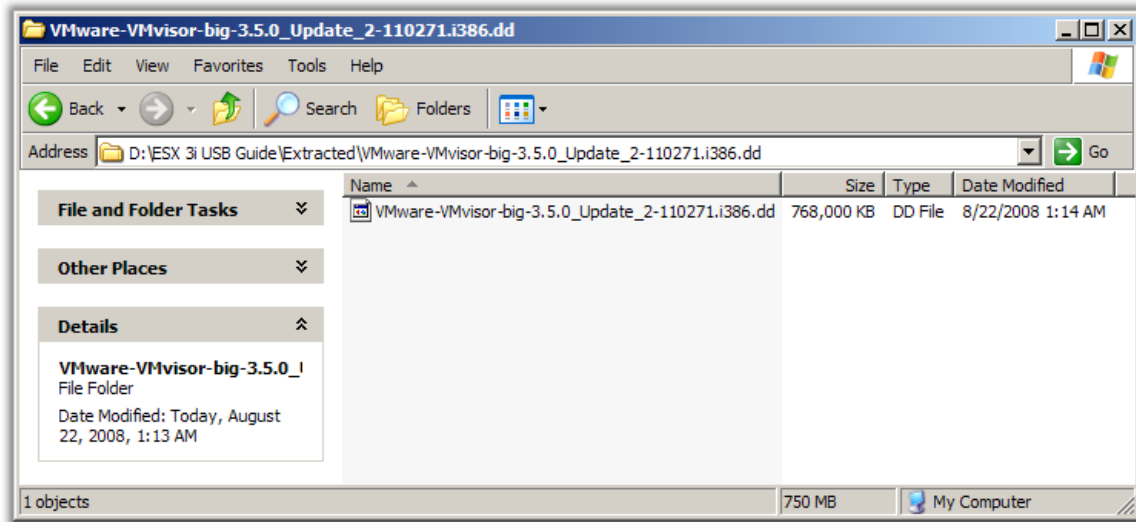 VMware-VMvisor-big-3.5.0_Update_2-110271.i386.dd
File Edit View Favorites Tools Help
Back Search Folders
Address D:\ESX 3i USB Guide\Extracted\VMware-VMvisor-big-3.5.0_Update_2-110271.i386.dd Go
Name Size Type Date Modified
VMware-VMvisor-big-3.5.0_Update_2-110271.i386.dd 768,000 KB DD File 8/22/2008 1:14 AM
File and Folder Tasks
Other Places
Details
VMware-VMvisor-big-3.5.0_
File Folder
Date Modified: Today, August
22, 2008, 1:13 AM
1 objects 750 MB My Computer